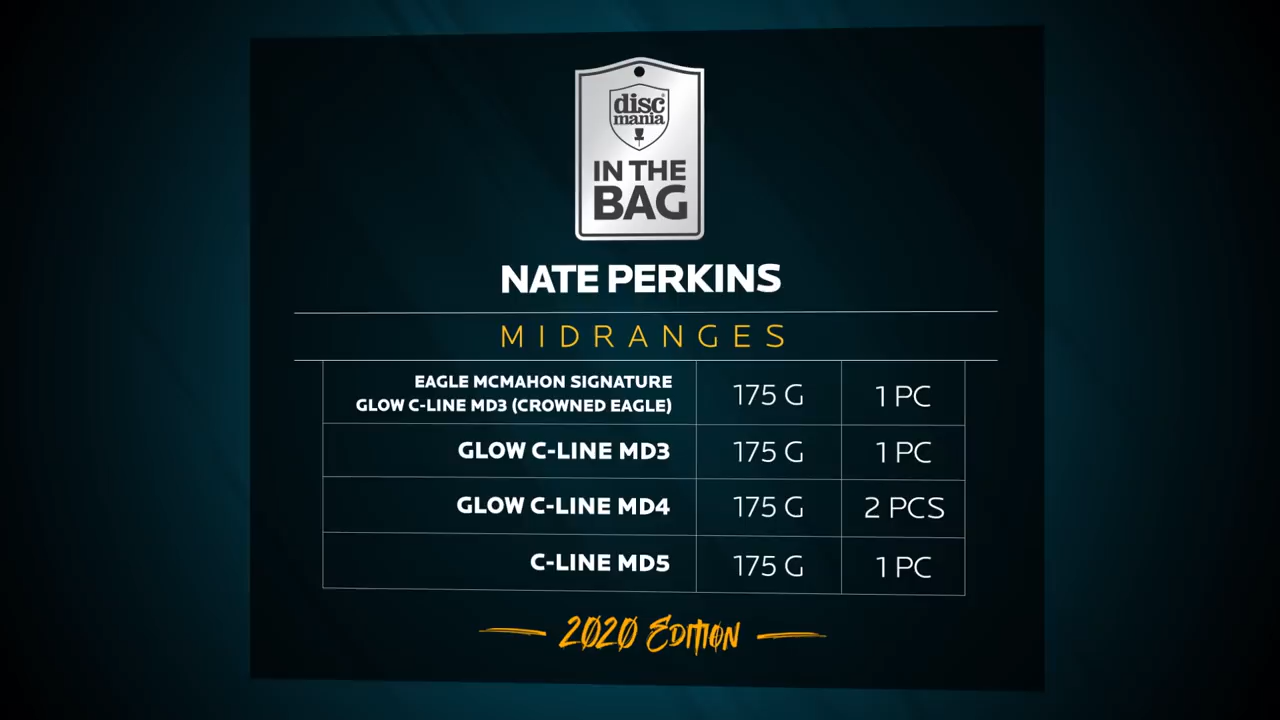 disc
mania
IN THE
BAG
NATE PERKINS
MIDRANGES
EAGLE MCMAHON SIGNATURE
GLOW C-LINE MD3 (CROWNED EAGLE) 175 G 1 PC
GLOW C-LINE MD3 175 G 1 PC
GLOW C-LINE MD4 175 G 2 PCS
C-LINE MD5 175 G 1 PC
2020 EDITION